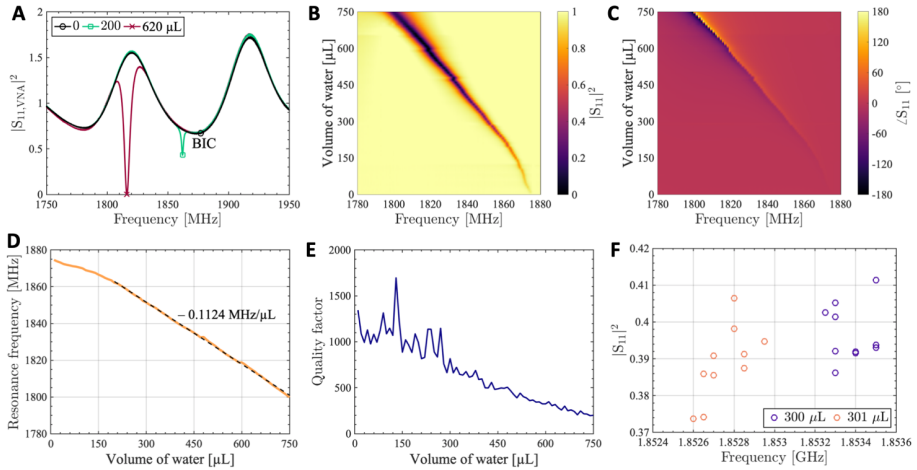 A
0 200 620 µL
2
1.5
1
0.5
0
|S11,VNA|²
BIC
1750 1800 1850 1900 1950
Frequency [MHz]
B
750
600
450
300
150
0
Volume of water [µL]
1800 1820 1840 1860 1880
Frequency [MHz]
1
0.8
0.6
0.4
0.2
0
|S11|²
C
750
600
450
300
150
0
Volume of water [µL]
1780 1800 1820 1840 1860 1880
Frequency [MHz]
180
120
60
0
-60
-120
-180
∠S11 [°]
D
1880
1860
1840
1820
1800
1780
Resonance frequency [MHz]
− 0.1124 MHz/µL
0 150 300 450 600 750
Volume of water [µL]
E
2000
1500
1000
500
0
Quality factor
0 150 300 450 600 750
Volume of water [µL]
F
0.42
0.41
0.4
0.39
0.38
0.37
|S11|²
300 µL 301 µL
1.8524 1.8528 1.853 1.8532 1.8534 1.8536
Frequency [GHz]